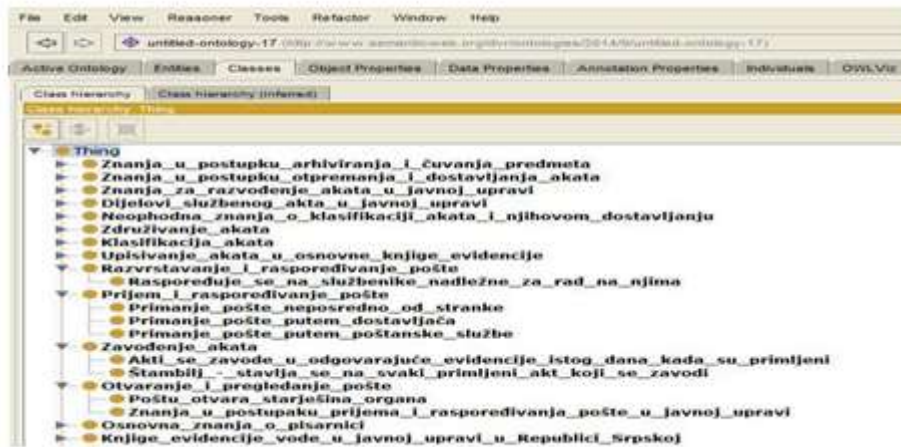 File Edit View Reasoner Tools Refactor Window Help
untitled-ontology-17
Active Ontology Entities Classes Object Properties Data Properties Annotation Properties Individuals OWLViz
Class hierarchy Class hierarchy (inferred)
Class hierarchy: Thing
Thing
Znanja_u_postupku_arhiviranja_i_čuvanja_predmeta
Znanja_u_postupku_otpremanja_i_dostavljanja_akata
Znanja_za_razvođenje_akata_u_javnoj_upravi
Dijelovi_službenog_akta_u_javnoj_upravi
Neophodna_znanja_o_klasifikaciji_akata_i_njihovom_dostavljanju
Združivanje_akata
Klasifikacija_akata
Upisivanje_akata_u_osnovne_knjige_evidencije
Razvrstavanje_i_raspoređivanje_pošte
Raspoređuje_se_na_službenike_nadležne_za_rad_na_njima
Prijem_i_raspoređivanje_pošte
Primanje_pošte_neposredno_od_stranke
Primanje_pošte_putem_dostavljača
Primanje_pošte_putem_poštanske_službe
Zavođenje_akata
Akti_se_zavode_u_odgovarajuće_evidencije_istog_dana_kada_su_primljeni
Štambilj_-_stavlja_se_na_svaki_primljeni_akt_koji_se_zavodi
Otvaranje_i_pregledanje_pošte
Poštu_otvara_starješina_organa
Znanja_u_postupaku_prijema_i_raspoređivanja_pošte_u_javnoj_upravi
Osnovna_znanja_o_pisarnici
Knjige_evidencije_vode_u_javnoj_upravi_u_Republici_Srpskoj